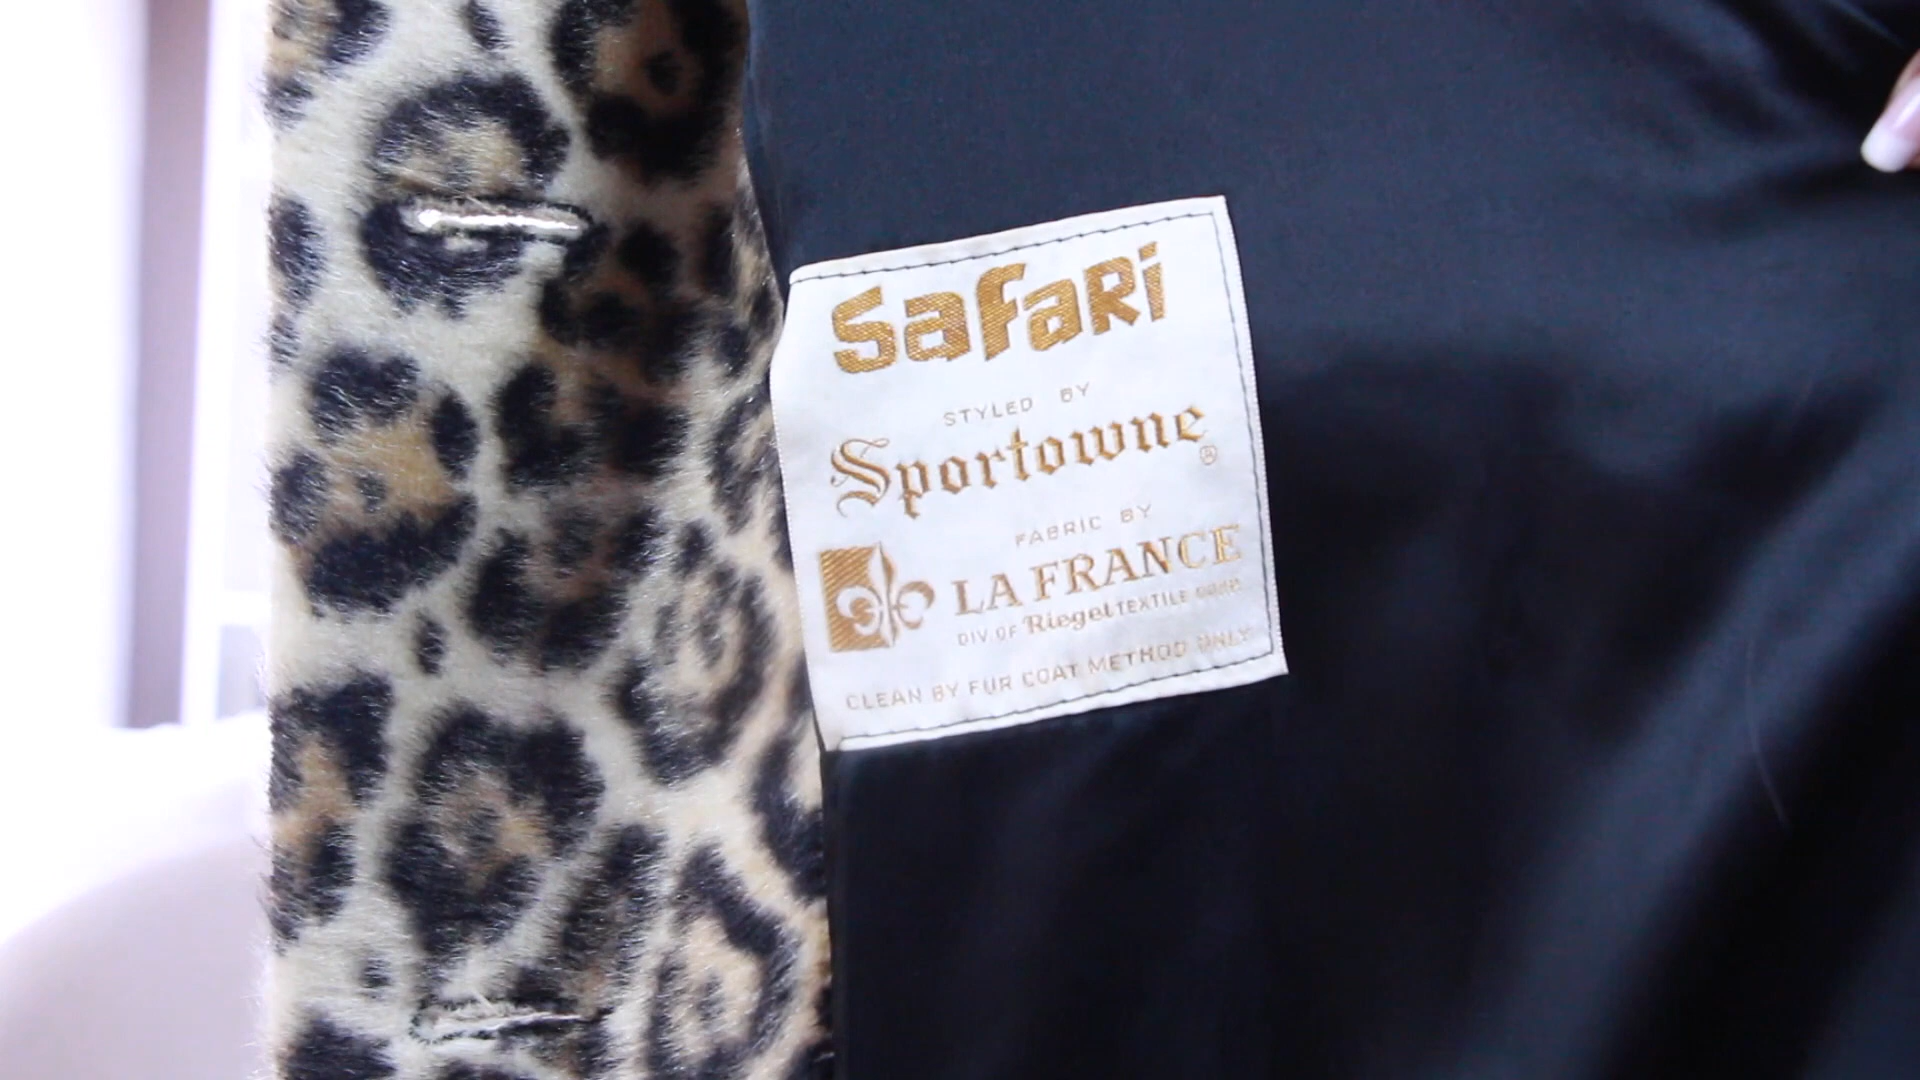 SaFaRi
STYLED BY
Sportowne ®
FABRIC BY
LA FRANCE
DIV. OF Riegel TEXTILE CORP.
CLEAN BY FUR COAT METHOD ONLY